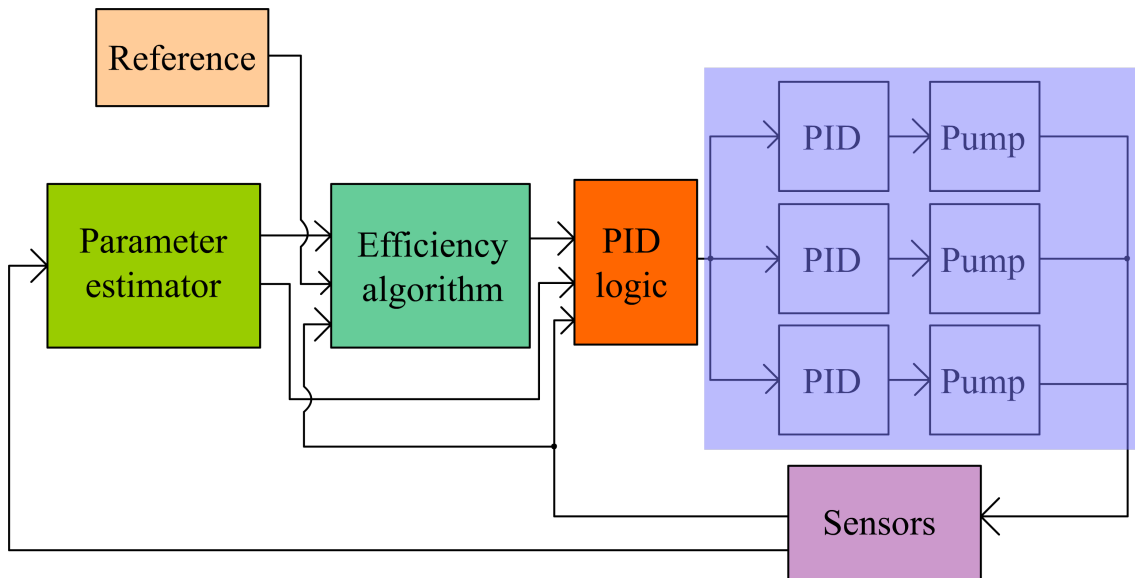 Reference
PID
Pump
Parameter
estimator
Efficiency
algorithm
PID
logic
PID
Pump
PID
Pump
Sensors